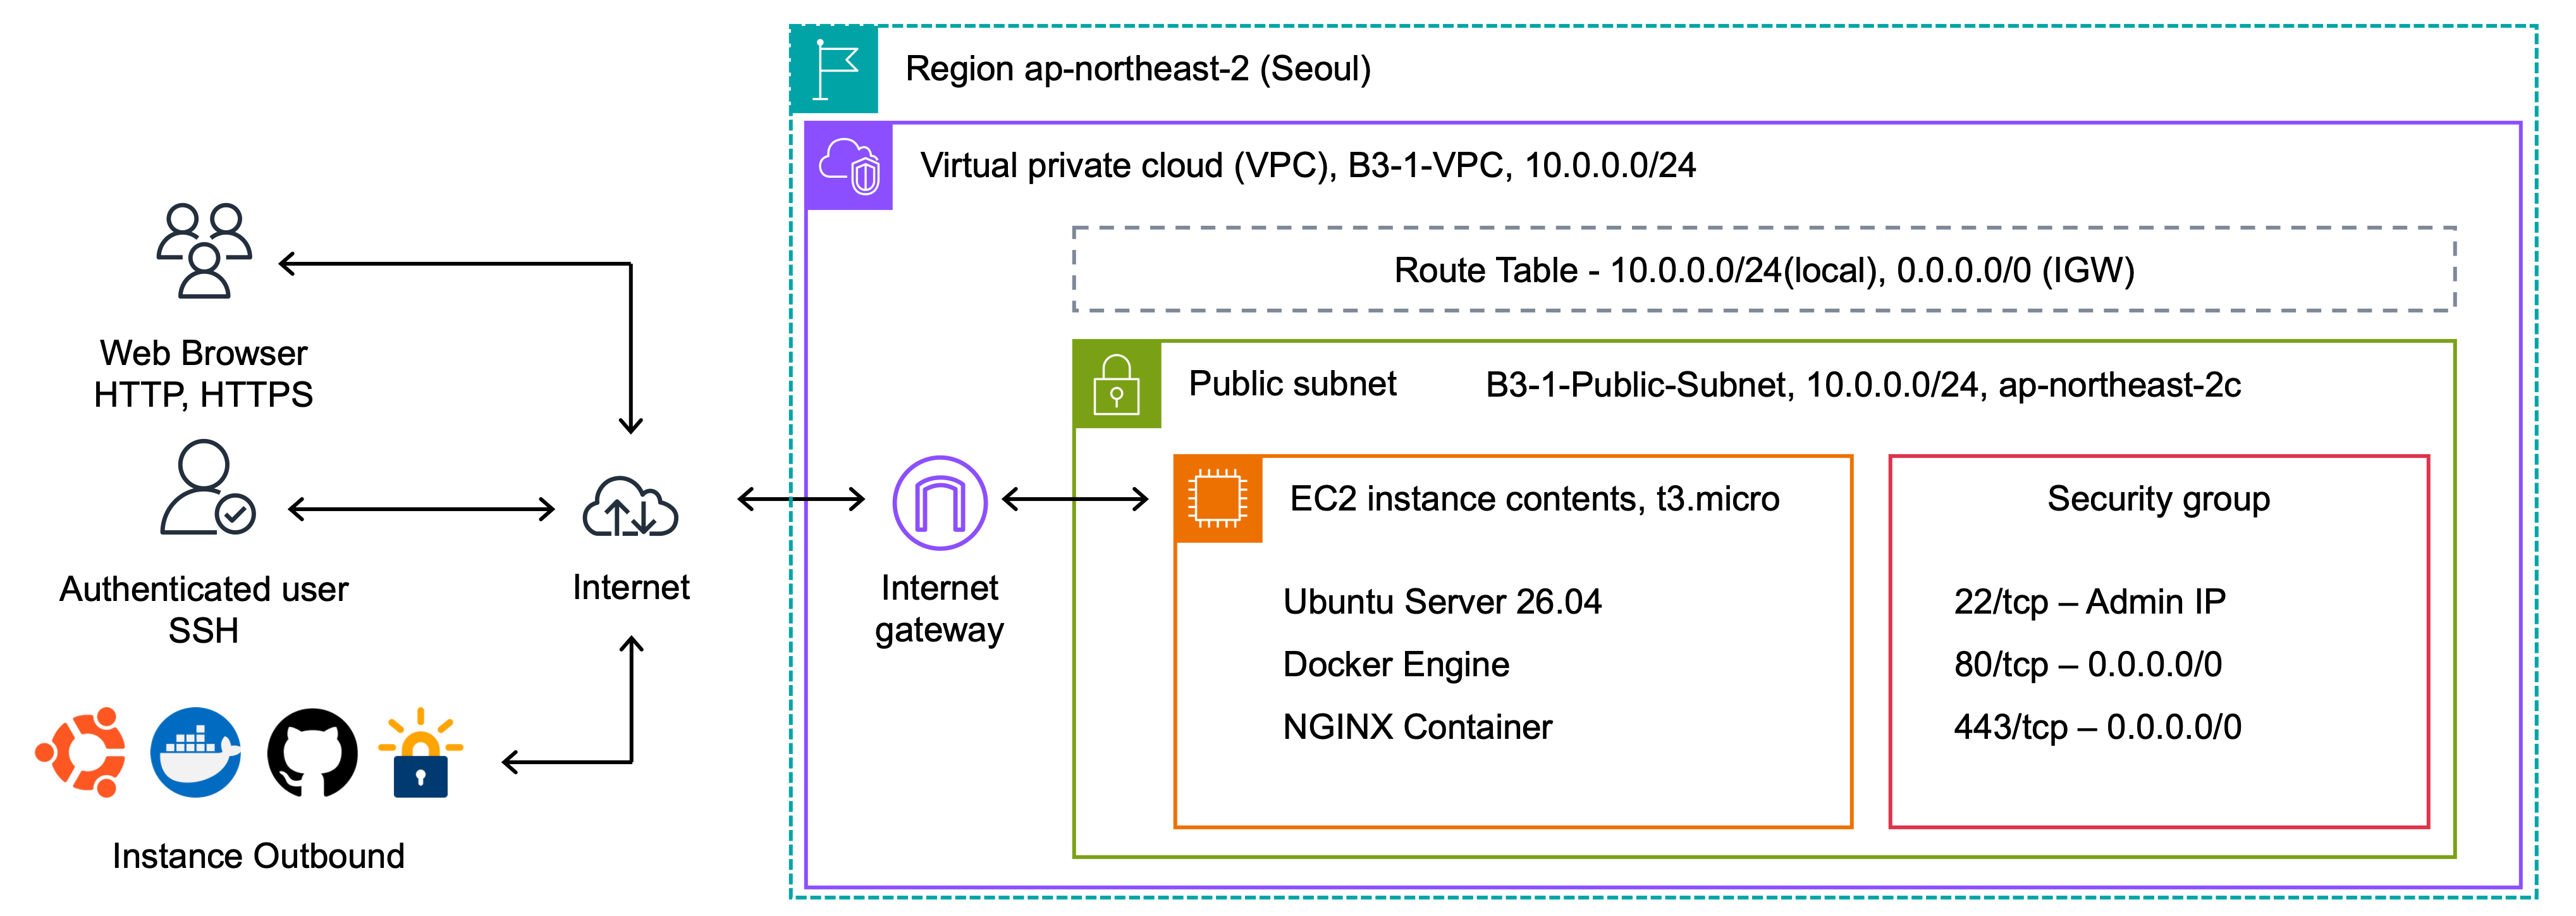 Region ap-northeast-2 (Seoul)
Virtual private cloud (VPC), B3-1-VPC, 10.0.0.0/24
Route Table - 10.0.0.0/24(local), 0.0.0.0/0 (IGW)
Web Browser
HTTP, HTTPS
Public subnet
B3-1-Public-Subnet, 10.0.0.0/24, ap-northeast-2c
Authenticated user
SSH
Internet
Internet
gateway
EC2 instance contents, t3.micro
Ubuntu Server 26.04
Docker Engine
NGINX Container
Security group
22/tcp – Admin IP
80/tcp – 0.0.0.0/0
443/tcp – 0.0.0.0/0
Instance Outbound